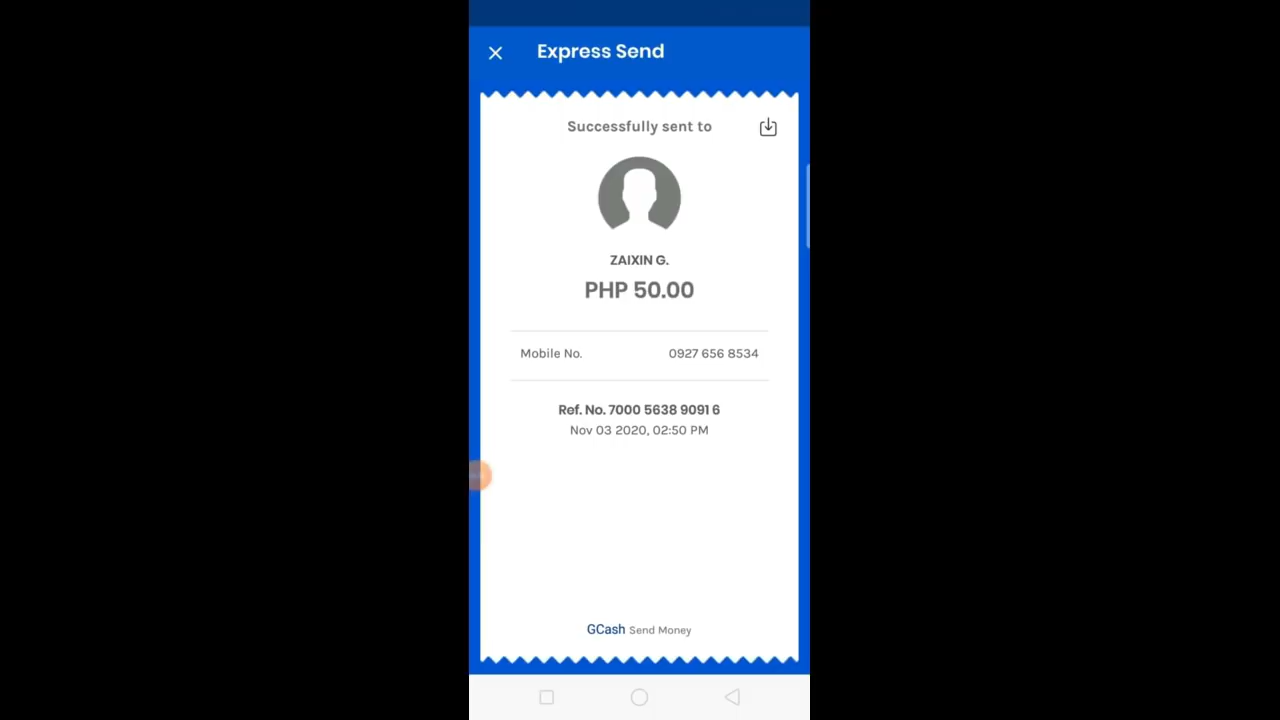 Express Send
Successfully sent to
ZAIXIN G.
PHP 50.00
Mobile No. 0927 656 8534
Ref. No. 7000 5638 9091 6
Nov 03 2020, 02:50 PM
GCash Send Money